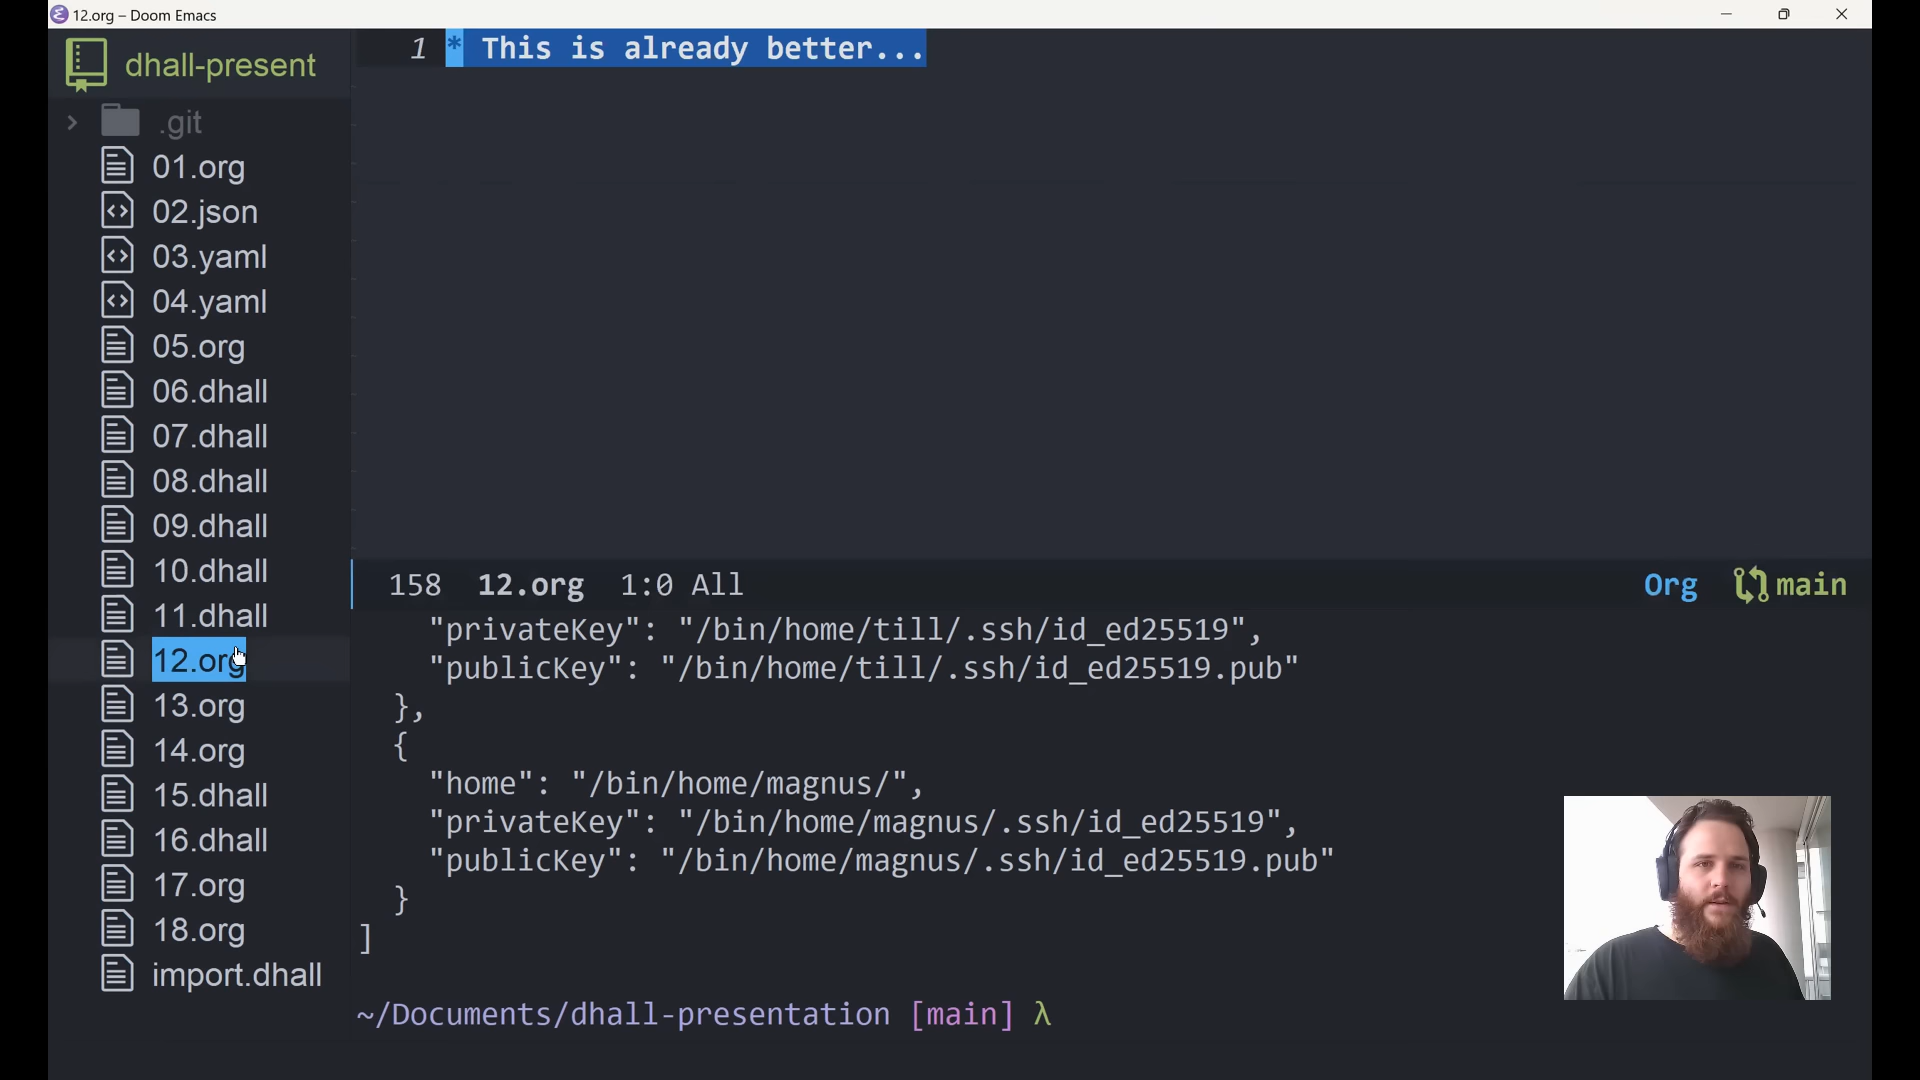 12.org – Doom Emacs
dhall-present
.git
01.org
02.json
03.yaml
04.yaml
05.org
06.dhall
07.dhall
08.dhall
09.dhall
10.dhall
11.dhall
12.org
13.org
14.org
15.dhall
16.dhall
17.org
18.org
import.dhall
1 * This is already better...
158 12.org 1:0 All Org main
"privateKey": "/bin/home/till/.ssh/id_ed25519",
"publicKey": "/bin/home/till/.ssh/id_ed25519.pub"
},
{
"home": "/bin/home/magnus/",
"privateKey": "/bin/home/magnus/.ssh/id_ed25519",
"publicKey": "/bin/home/magnus/.ssh/id_ed25519.pub"
}
]
~/Documents/dhall-presentation [main] λ